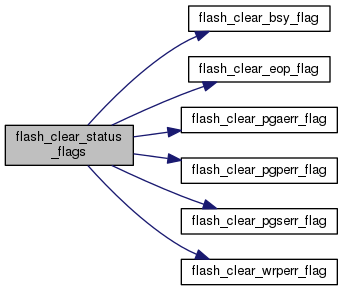 flash_clear_status
_flags
flash_clear_bsy_flag
flash_clear_eop_flag
flash_clear_pgaerr_flag
flash_clear_pgperr_flag
flash_clear_pgserr_flag
flash_clear_wrperr_flag